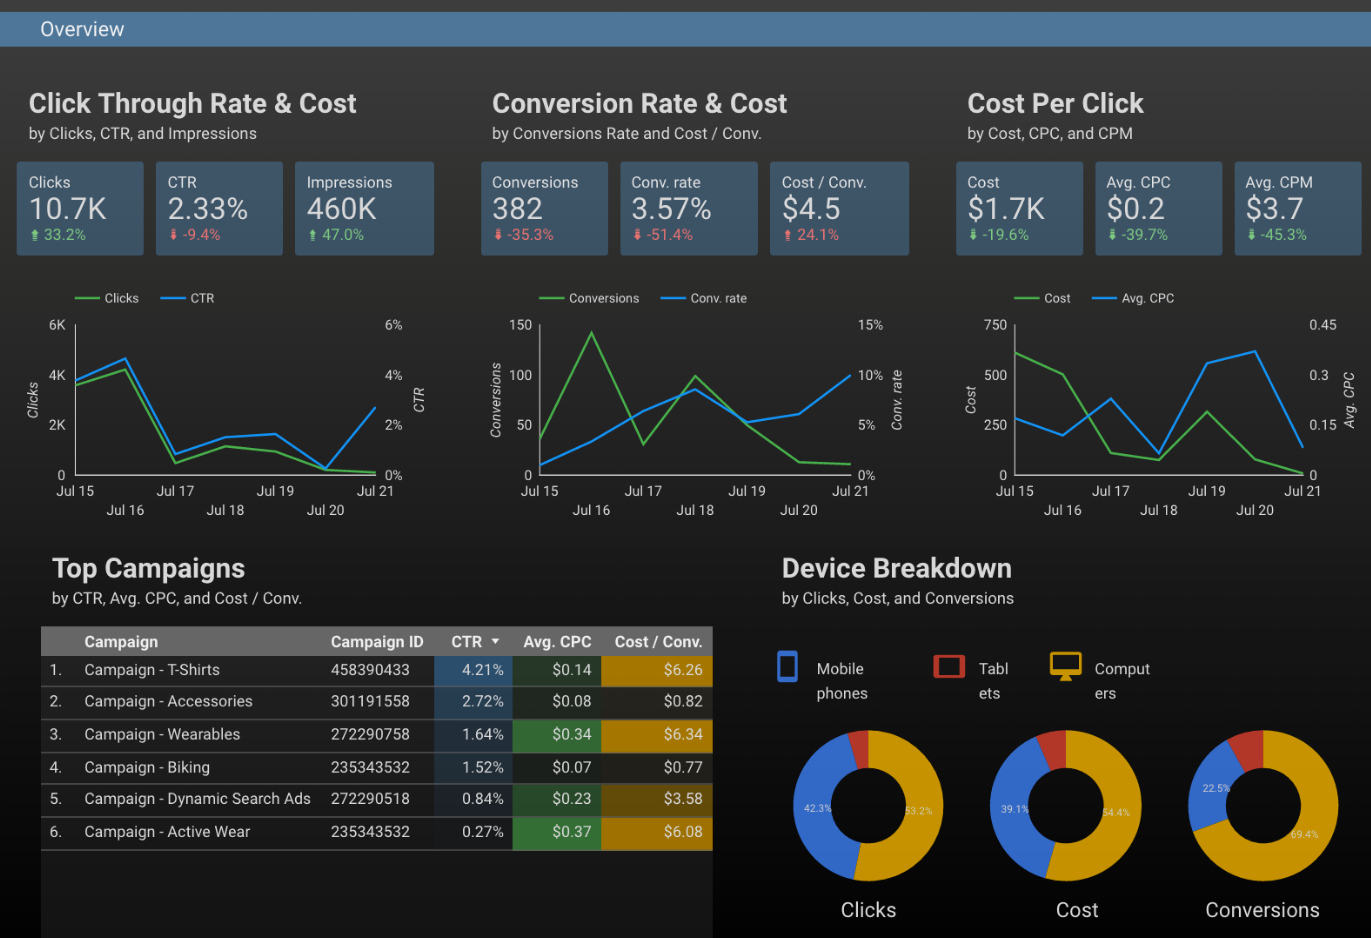 Overview
Click Through Rate & Cost
by Clicks, CTR, and Impressions
Clicks
10.7K
33.2%
CTR
2.33%
-9.4%
Impressions
460K
47.0%
Conversion Rate & Cost
by Conversions Rate and Cost / Conv.
Conversions
382
-35.3%
Conv. rate
3.57%
-51.4%
Cost / Conv.
$4.5
24.1%
Cost Per Click
by Cost, CPC, and CPM
Cost
$1.7K
-19.6%
Avg. CPC
$0.2
-39.7%
Avg. CPM
$3.7
-45.3%
Clicks CTR
6K
4K
2K
0
Clicks
6%
4%
2%
0%
CTR
Jul 15 Jul 17 Jul 19 Jul 21
Jul 16 Jul 18 Jul 20
Conversions Conv. rate
150
100
50
0
Conversions
15%
10%
5%
0%
Conv. rate
Jul 15 Jul 17 Jul 19 Jul 21
Jul 16 Jul 18 Jul 20
Cost Avg. CPC
750
500
250
0
Cost
0.45
0.3
0.15
0
Avg. CPC
Jul 15 Jul 17 Jul 19 Jul 21
Jul 16 Jul 18 Jul 20
Top Campaigns
by CTR, Avg. CPC, and Cost / Conv.
Campaign Campaign ID CTR Avg. CPC Cost / Conv.
1. Campaign - T-Shirts 458390433 4.21% $0.14 $6.26
2. Campaign - Accessories 301191558 2.72% $0.08 $0.82
3. Campaign - Wearables 272290758 1.64% $0.34 $6.34
4. Campaign - Biking 235343532 1.52% $0.07 $0.77
5. Campaign - Dynamic Search Ads 272290518 0.84% $0.23 $3.58
6. Campaign - Active Wear 235343532 0.27% $0.37 $6.08
Device Breakdown
by Clicks, Cost, and Conversions
Mobile
phones
Tabl
ets
Comput
ers
42.3% 53.2%
Clicks
39.1% 54.4%
Cost
22.5% 69.4%
Conversions